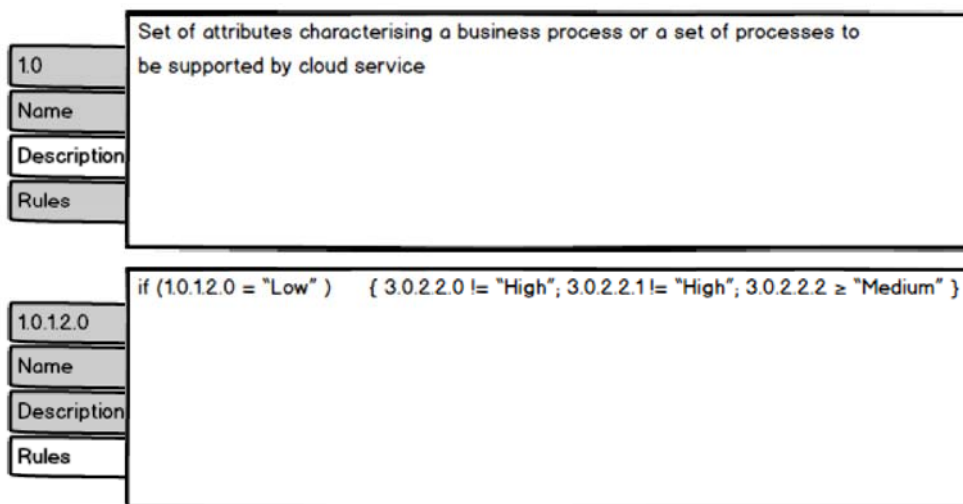 Set of attributes characterising a business process or a set of processes to
be supported by cloud service
1.0
Name
Description
Rules
if (1.0.1.2.0 = “Low” ) { 3.0.2.2.0 != “High”; 3.0.2.2.1 != “High”; 3.0.2.2.2 ≥ “Medium” }
1.0.1.2.0
Name
Description
Rules